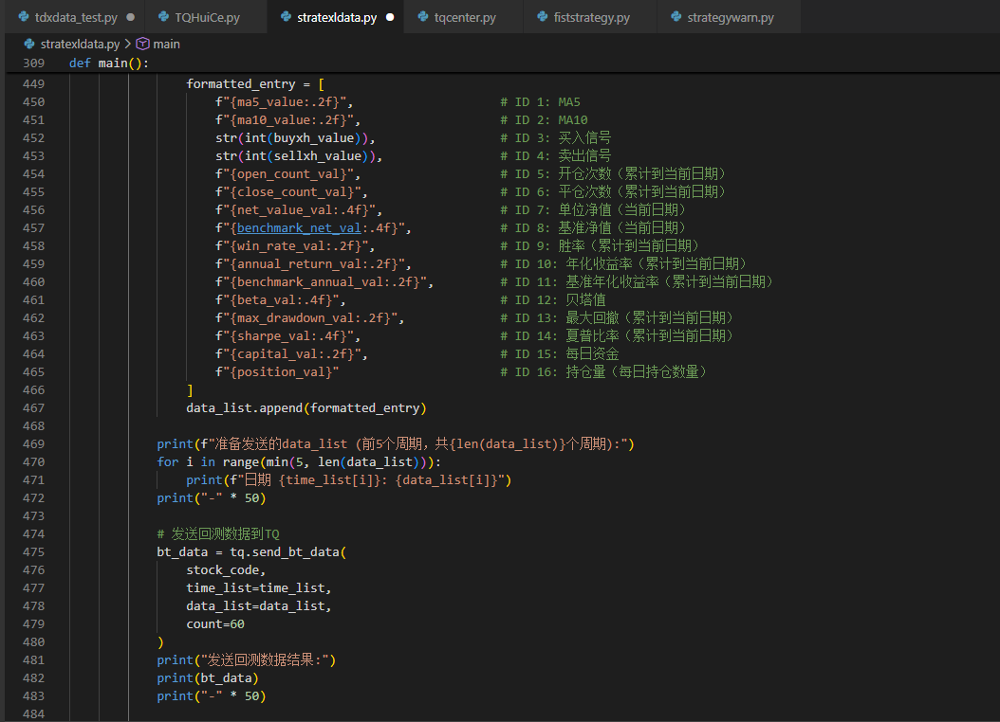 tdxdata_test.py TQHuiCe.py stratexldata.py tqcenter.py fiststrategy.py strategywarn.py
stratexldata.py > main
309 def main():
449 formatted_entry = [
450 f"{ma5_value:.2f}", # ID 1: MA5
451 f"{ma10_value:.2f}", # ID 2: MA10
452 str(int(buyxh_value)), # ID 3: 买入信号
453 str(int(sellxh_value)), # ID 4: 卖出信号
454 f"{open_count_val}", # ID 5: 开仓次数（累计到当前日期）
455 f"{close_count_val}", # ID 6: 平仓次数（累计到当前日期）
456 f"{net_value_val:.4f}", # ID 7: 单位净值（当前日期）
457 f"{benchmark_net_val:.4f}", # ID 8: 基准净值（当前日期）
458 f"{win_rate_val:.2f}", # ID 9: 胜率（累计到当前日期）
459 f"{annual_return_val:.2f}", # ID 10: 年化收益率（累计到当前日期）
460 f"{benchmark_annual_val:.2f}", # ID 11: 基准年化收益率（累计到当前日期）
461 f"{beta_val:.4f}", # ID 12: 贝塔值
462 f"{max_drawdown_val:.2f}", # ID 13: 最大回撤（累计到当前日期）
463 f"{sharpe_val:.4f}", # ID 14: 夏普比率（累计到当前日期）
464 f"{capital_val:.2f}", # ID 15: 每日资金
465 f"{position_val}" # ID 16: 持仓量（每日持仓数量）
466 ]
467 data_list.append(formatted_entry)
468
469 print(f"准备发送的data_list (前5个周期，共{len(data_list)}个周期):")
470 for i in range(min(5, len(data_list))):
471 print(f"日期 {time_list[i]}: {data_list[i]}")
472 print("-" * 50)
473
474 # 发送回测数据到TQ
475 bt_data = tq.send_bt_data(
476 stock_code,
477 time_list=time_list,
478 data_list=data_list,
479 count=60
480 )
481 print("发送回测数据结果:")
482 print(bt_data)
483 print("-" * 50)
484